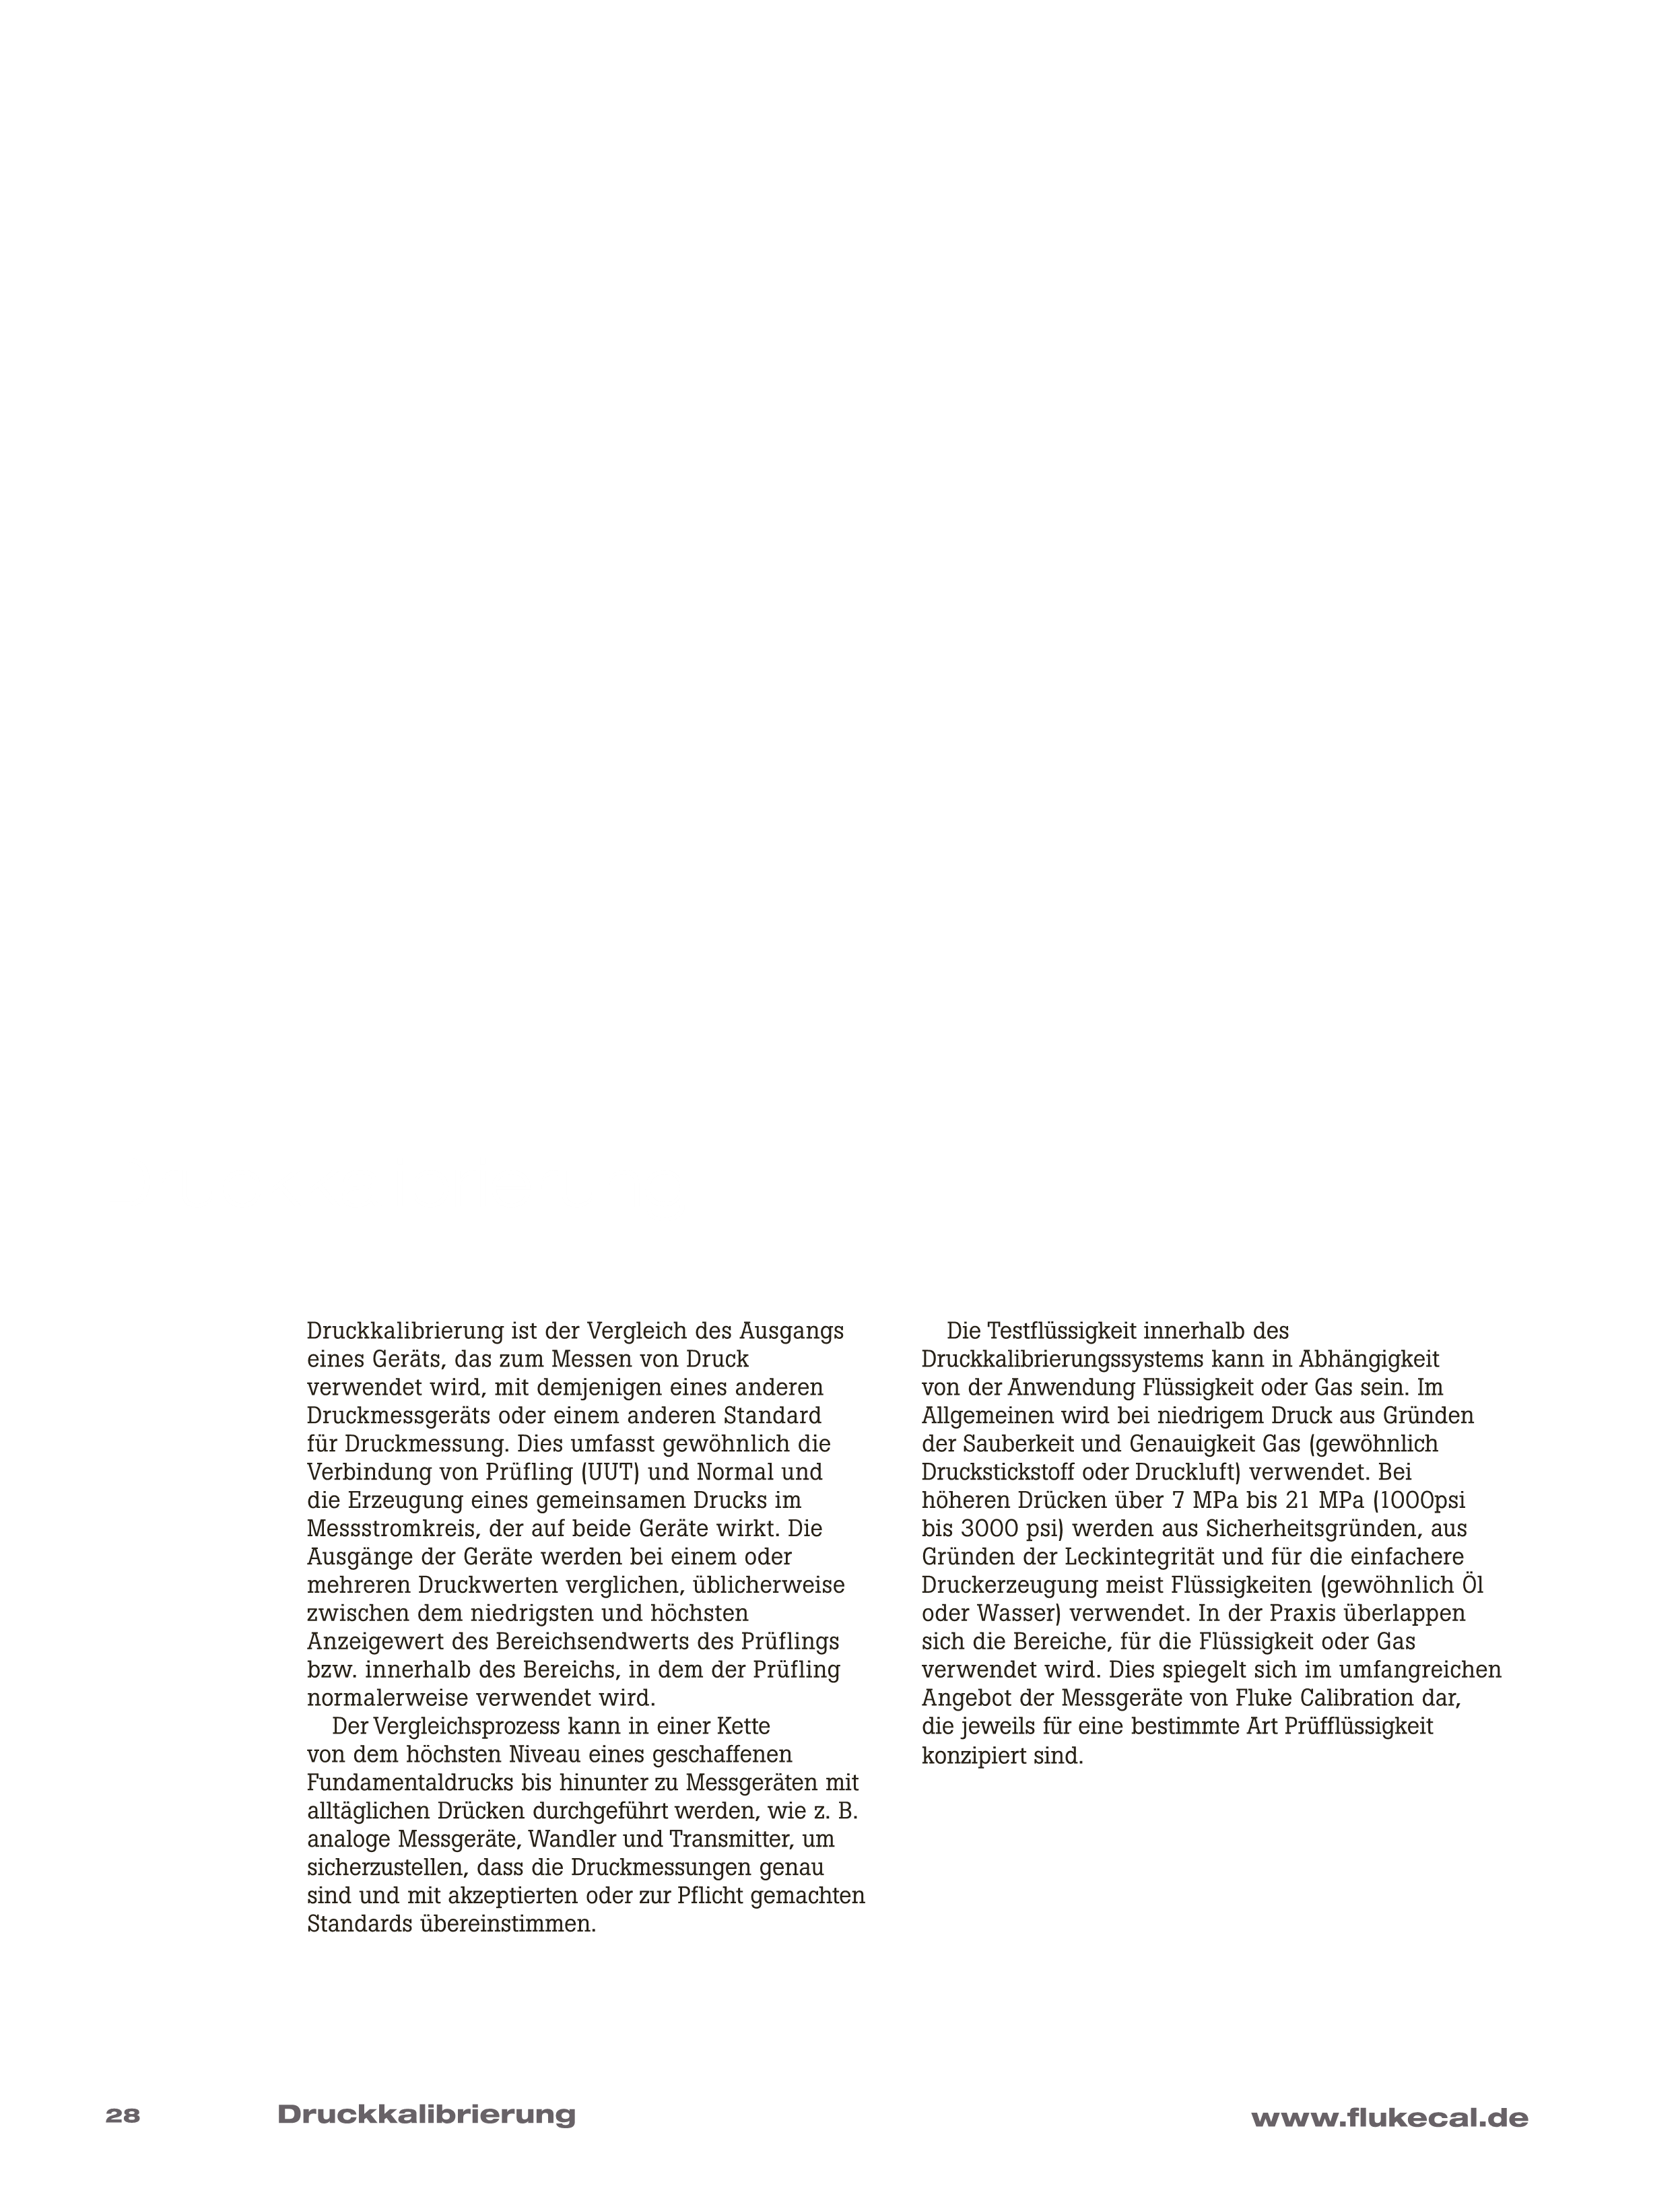 Druckkalibrierung ist der Vergleich des Ausgangs
eines Geräts, das zum Messen von Druck
verwendet wird, mit demjenigen eines anderen
Druckmessgeräts oder einem anderen Standard
für Druckmessung. Dies umfasst gewöhnlich die
Verbindung von Prüfling (UUT) und Normal und
die Erzeugung eines gemeinsamen Drucks im
Messstromkreis, der auf beide Geräte wirkt. Die
Ausgänge der Geräte werden bei einem oder
mehreren Druckwerten verglichen, üblicherweise
zwischen dem niedrigsten und höchsten
Anzeigewert des Bereichsendwerts des Prüflings
bzw. innerhalb des Bereichs, in dem der Prüfling
normalerweise verwendet wird.
Der Vergleichsprozess kann in einer Kette
von dem höchsten Niveau eines geschaffenen
Fundamentaldrucks bis hinunter zu Messgeräten mit
alltäglichen Drücken durchgeführt werden, wie z. B.
analoge Messgeräte, Wandler und Transmitter, um
sicherzustellen, dass die Druckmessungen genau
sind und mit akzeptierten oder zur Pflicht gemachten
Standards übereinstimmen.
Die Testflüssigkeit innerhalb des
Druckkalibrierungssystems kann in Abhängigkeit
von der Anwendung Flüssigkeit oder Gas sein. Im
Allgemeinen wird bei niedrigem Druck aus Gründen
der Sauberkeit und Genauigkeit Gas (gewöhnlich
Druckstickstoff oder Druckluft) verwendet. Bei
höheren Drücken über 7 MPa bis 21 MPa (1000psi
bis 3000 psi) werden aus Sicherheitsgründen, aus
Gründen der Leckintegrität und für die einfachere
Druckerzeugung meist Flüssigkeiten (gewöhnlich Öl
oder Wasser) verwendet. In der Praxis überlappen
sich die Bereiche, für die Flüssigkeit oder Gas
verwendet wird. Dies spiegelt sich im umfangreichen
Angebot der Messgeräte von Fluke Calibration dar,
die jeweils für eine bestimmte Art Prüfflüssigkeit
konzipiert sind.
28 Druckkalibrierung www.flukecal.de